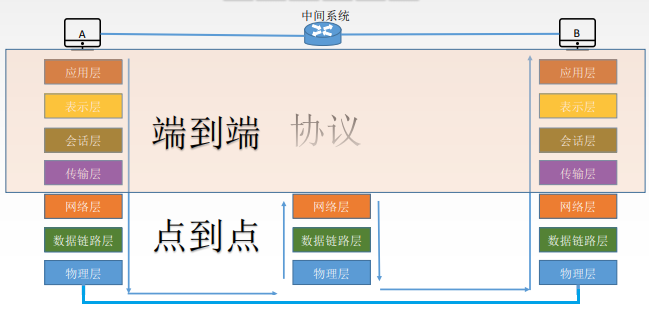 中间系统
A
B
应用层
应用层
表示层
表示层
端到端
协议
会话层
会话层
传输层
传输层
网络层
网络层
网络层
点到点
数据链路层
数据链路层
数据链路层
物理层
物理层
物理层